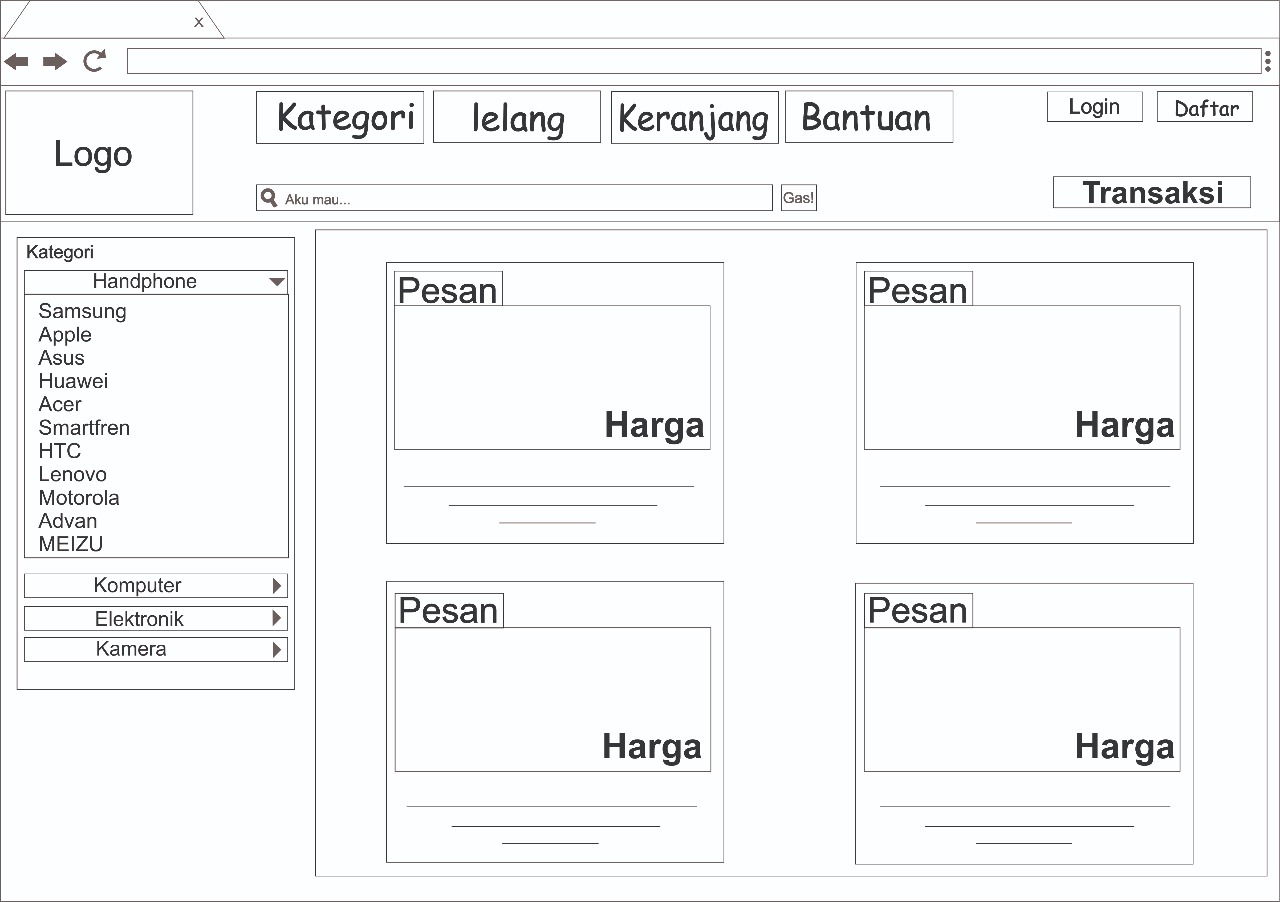 x
Logo
Kategori
lelang
Keranjang
Bantuan
Login
Daftar
Aku mau...
Gas!
Transaksi
Kategori
Handphone
Samsung
Apple
Asus
Huawei
Acer
Smartfren
HTC
Lenovo
Motorola
Advan
MEIZU
Komputer
Elektronik
Kamera
Pesan
Harga
Pesan
Harga
Pesan
Harga
Pesan
Harga